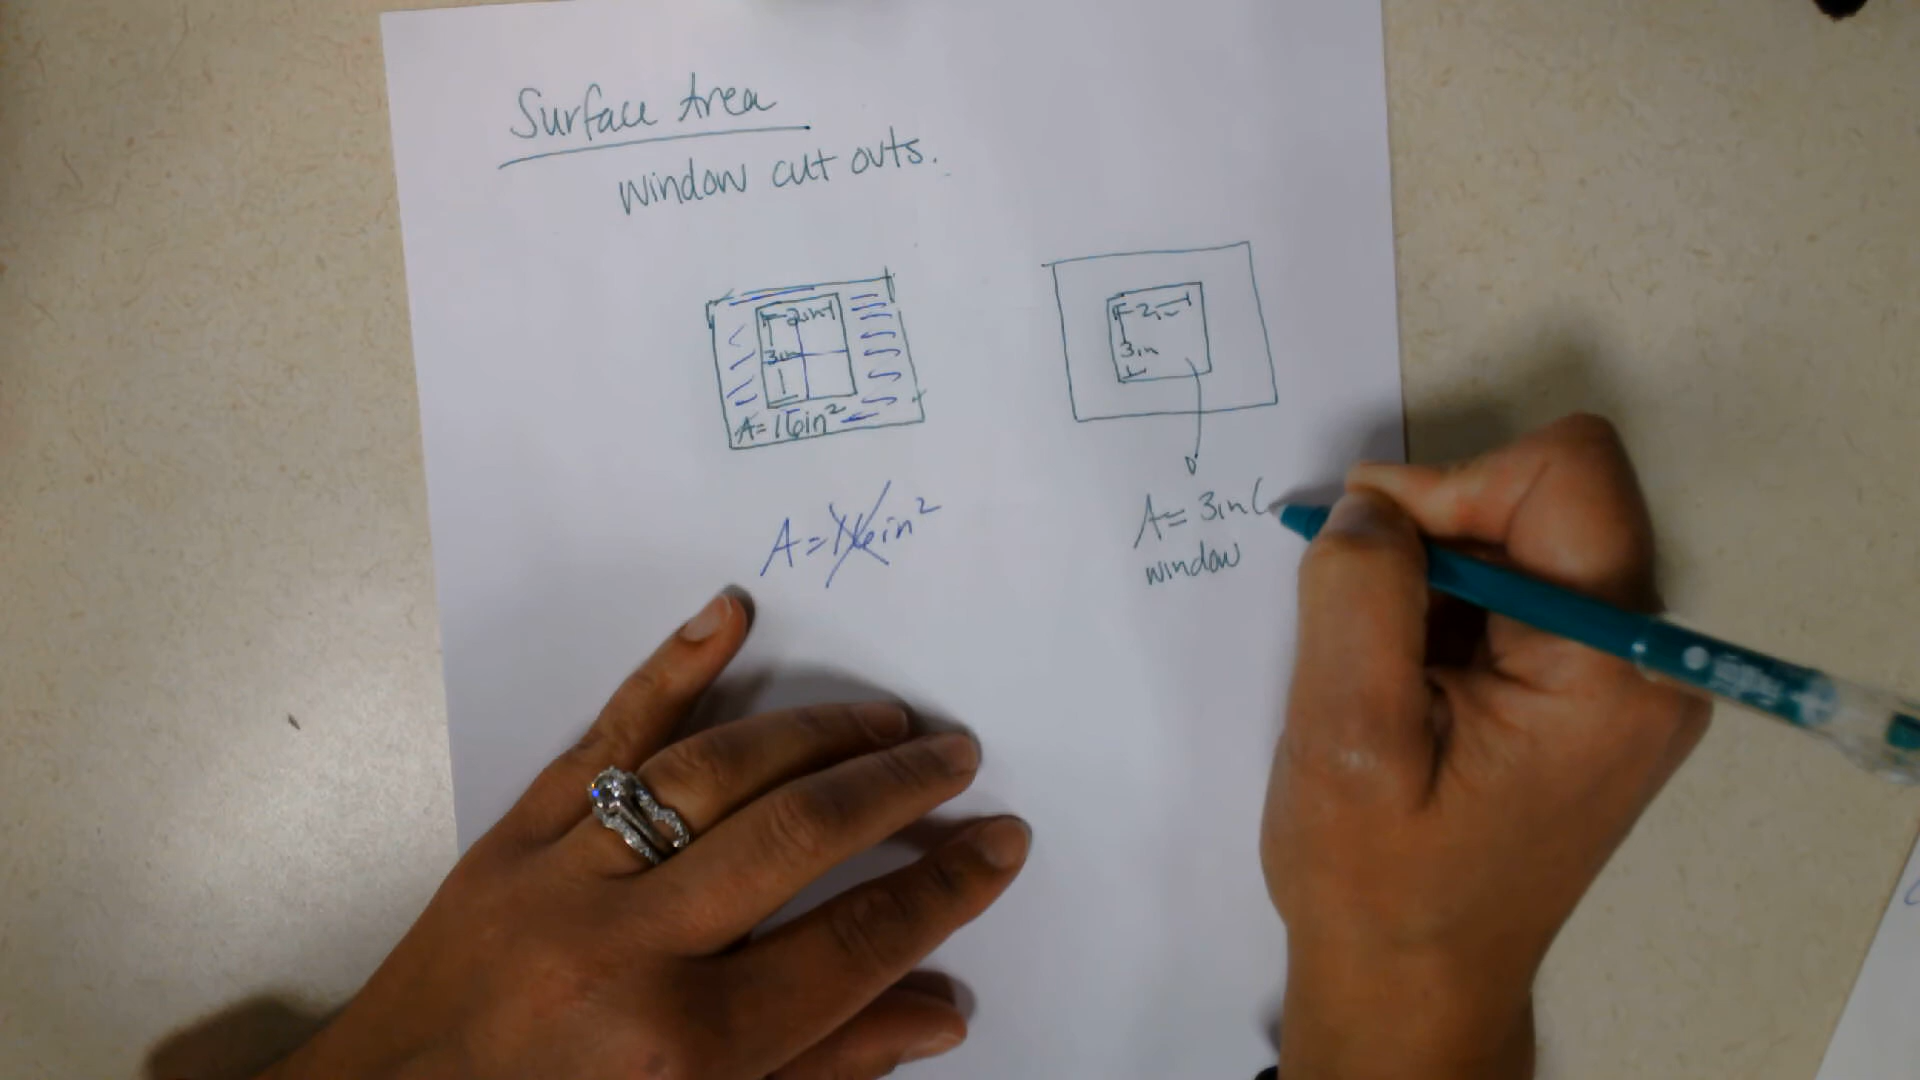 Surface Area
window cut outs.
2in
3in
A=16in²
2in
3in
A=16in²
A= 3in(
window